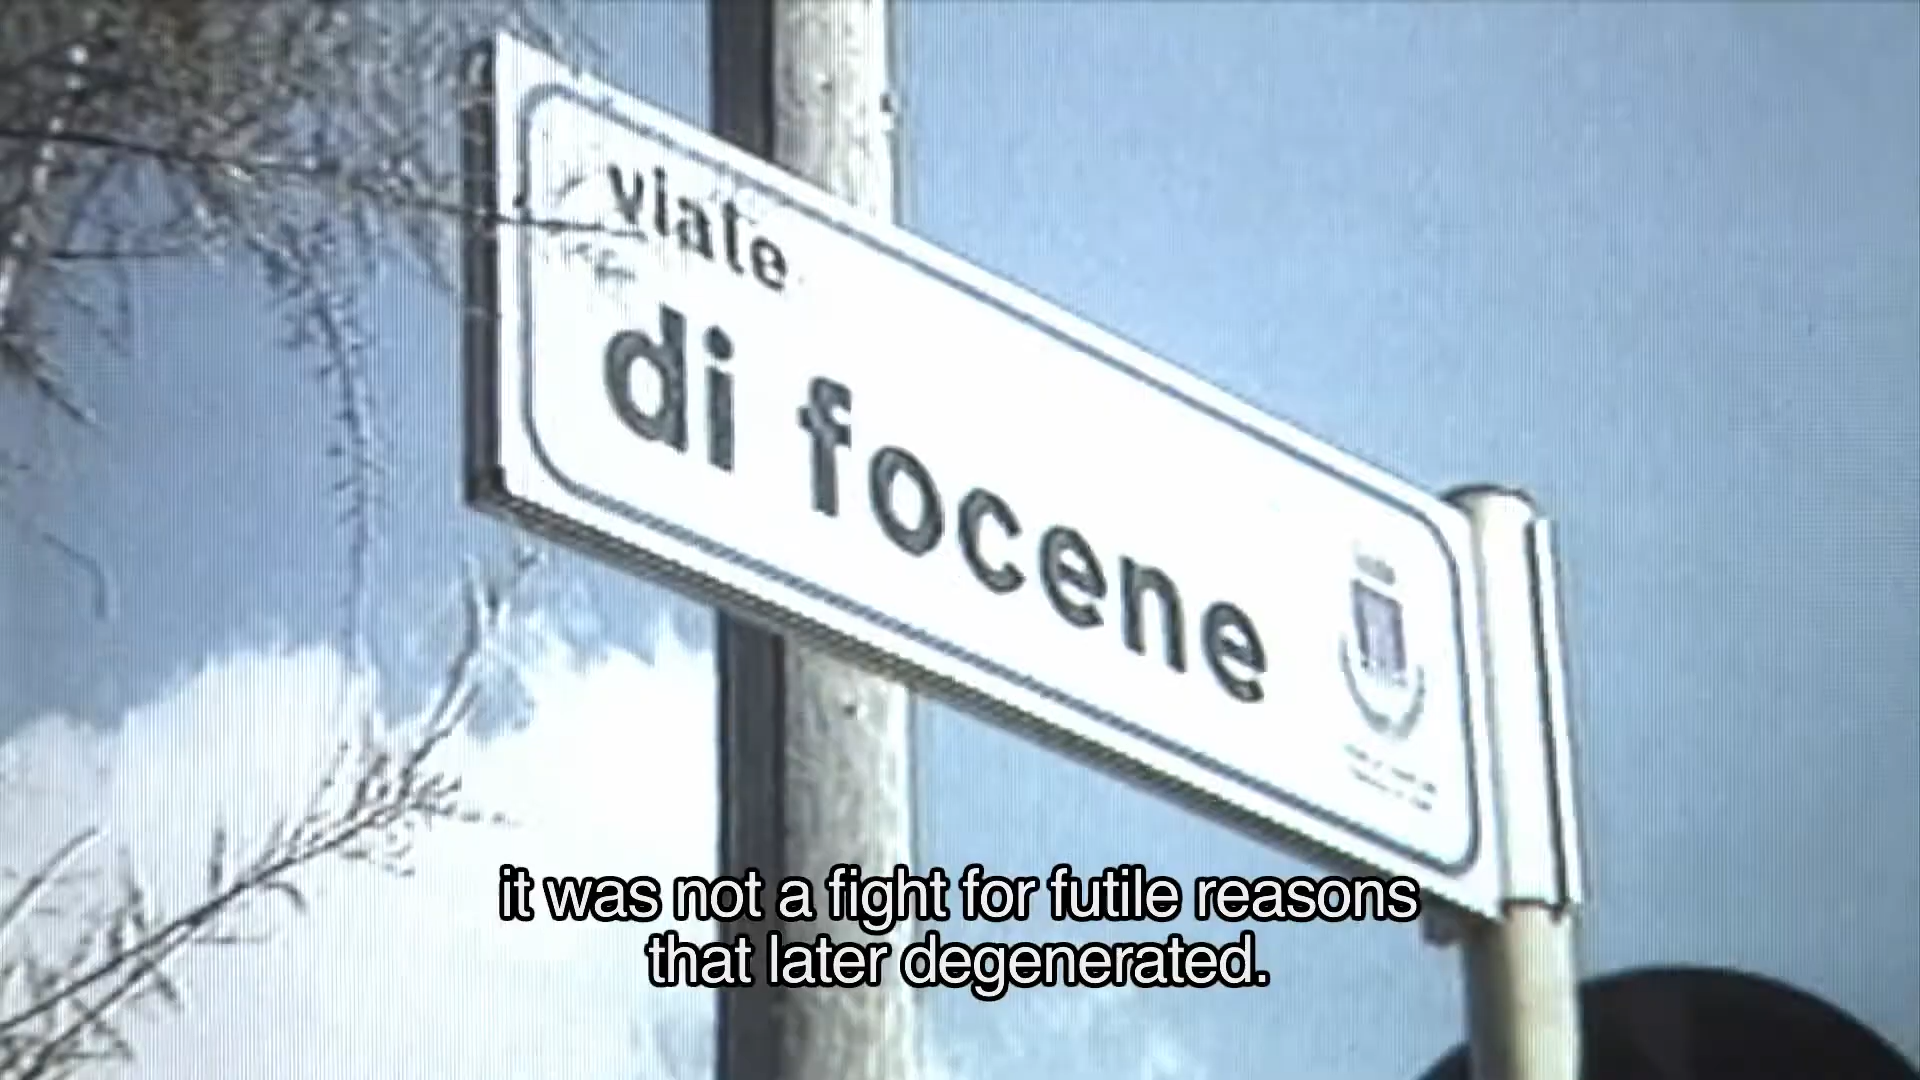 viale
di focene
it was not a fight for futile reasons
that later degenerated.